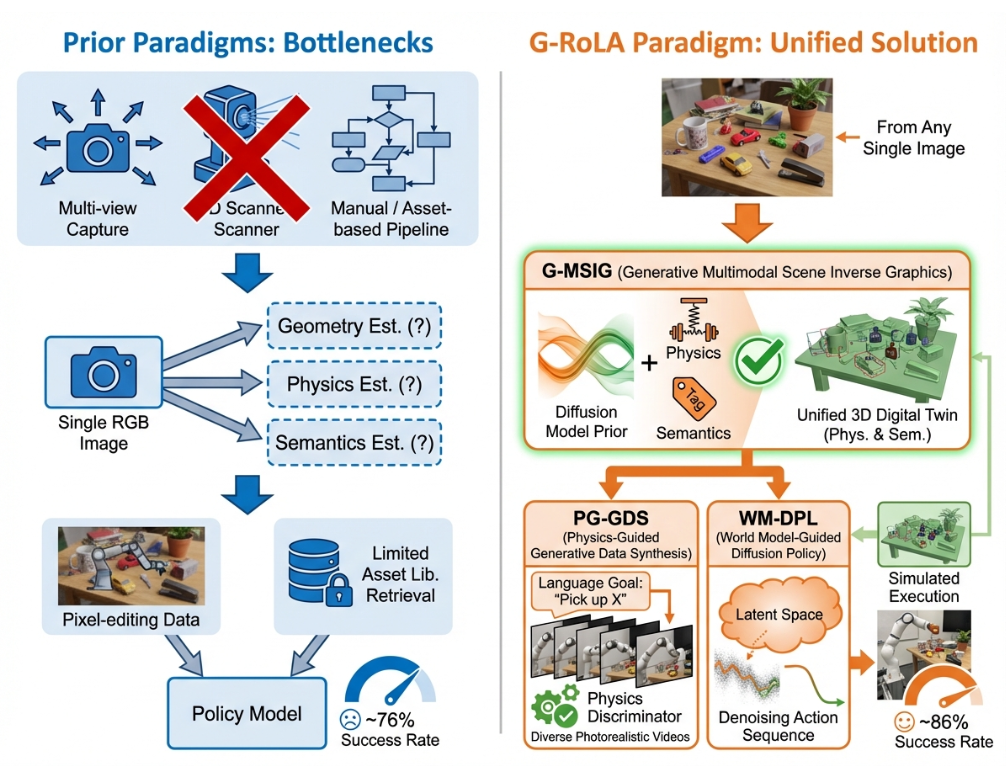 Prior Paradigms: Bottlenecks
Multi-view
Capture
D Scanne
Scanner
Manual / Asset-
based Pipeline
Single RGB
Image
Geometry Est. (?)
Physics Est. (?)
Semantics Est. (?)
Pixel-editing Data
Limited
Asset Lib.
Retrieval
Policy Model
~76%
Success Rate
G-RoLA Paradigm: Unified Solution
From Any
Single Image
G-MSIG (Generative Multimodal Scene Inverse Graphics)
Diffusion
Model Prior
+
Physics
Tag
Semantics
Unified 3D Digital Twin
(Phys. & Sem.)
PG-GDS
(Physics-Guided
Generative Data Synthesis)
Language Goal:
"Pick up X"
Physics
Discriminator
Diverse Photorealistic Videos
WM-DPL
(World Model-Guided
Diffusion Policy)
Latent Space
Denoising Action
Sequence
Simulated
Execution
~86%
Success Rate